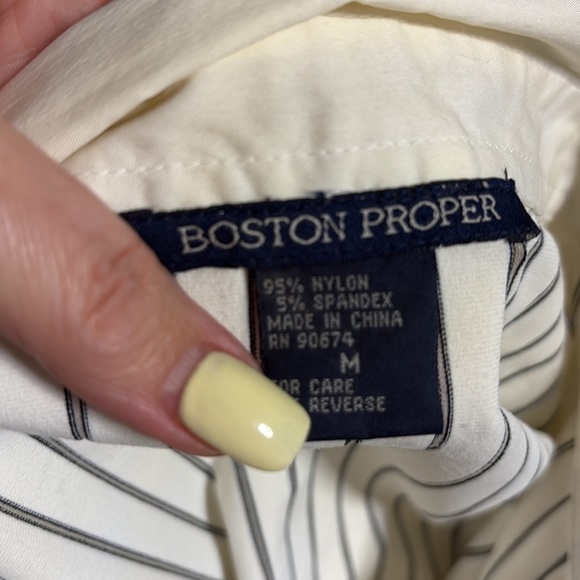 BOSTON PROPER
95% NYLON
5% SPANDEX
MADE IN CHINA
RN 90674
M
FOR CARE
REVERSE